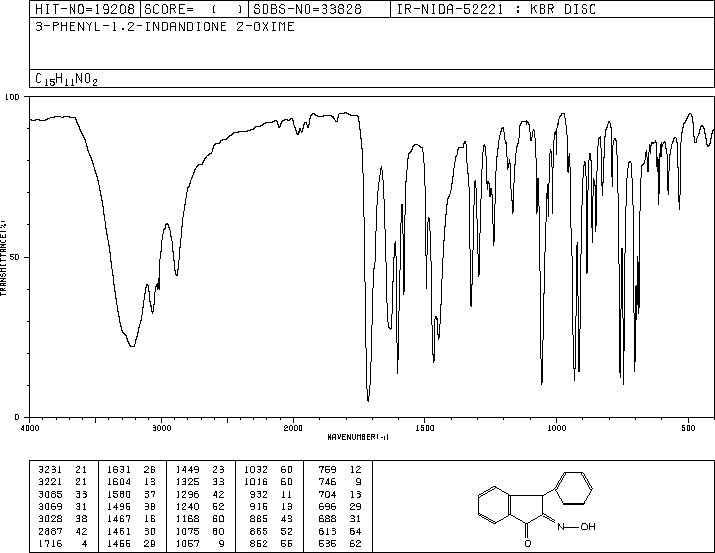 HIT-NO=19208 SCORE= ( ) SDBS-NO=33828 IR-NIDA-52221 : KBR DISC
3-PHENYL-1,2-INDANDIONE 2-OXIME
C15H11NO2
100
50
0
TRANSMITTANCE(%)
4000 3000 2000 1500 1000 500
WAVENUMBER(-1)
3231 21 1631 26 1449 23 1032 60 759 12
3221 21 1604 13 1325 33 1016 60 746 9
3085 33 1580 37 1296 42 932 11 704 13
3069 31 1496 38 1240 52 916 13 696 29
3028 38 1467 16 1168 60 885 43 688 31
2887 42 1461 30 1075 60 865 52 613 64
1716 4 1456 29 1057 9 852 56 535 62
N
OH
O